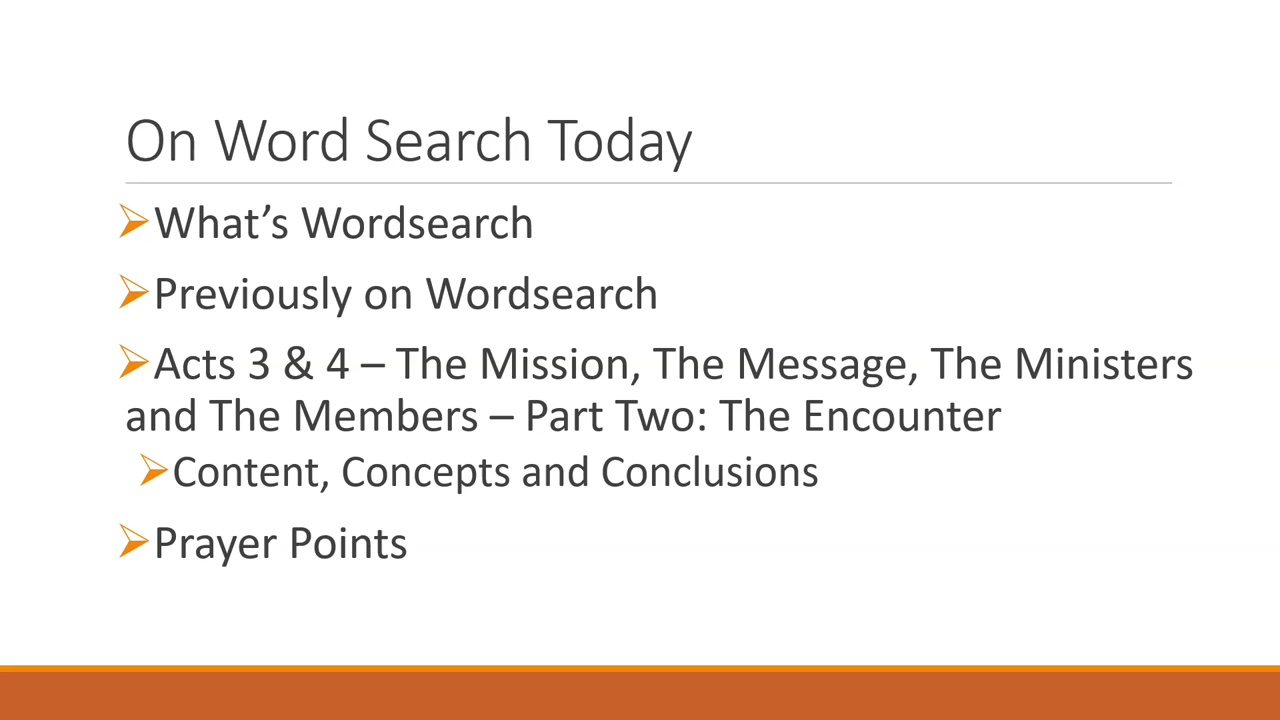 On Word Search Today
➢What’s Wordsearch
➢Previously on Wordsearch
➢Acts 3 & 4 – The Mission, The Message, The Ministers
and The Members – Part Two: The Encounter
➢Content, Concepts and Conclusions
➢Prayer Points